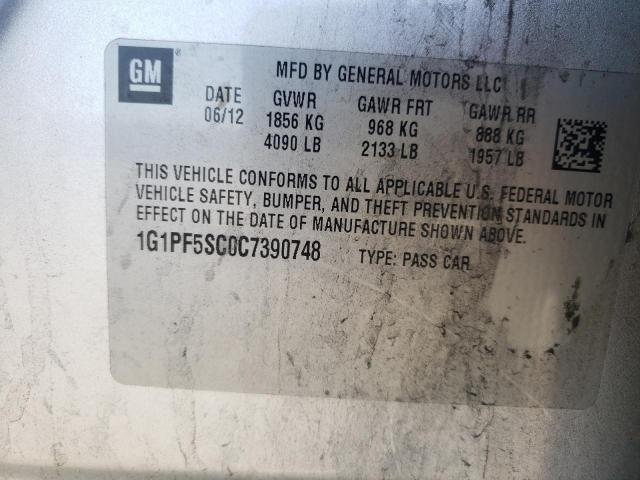 GM
MFD BY GENERAL MOTORS LLC
DATE GVWR GAWR FRT GAWR RR
06/12 1856 KG 968 KG 888 KG
4090 LB 2133 LB 1957 LB
THIS VEHICLE CONFORMS TO ALL APPLICABLE U.S. FEDERAL MOTOR
VEHICLE SAFETY, BUMPER, AND THEFT PREVENTION STANDARDS IN
EFFECT ON THE DATE OF MANUFACTURE SHOWN ABOVE.
1G1PF5SC0C7390748 TYPE: PASS CAR